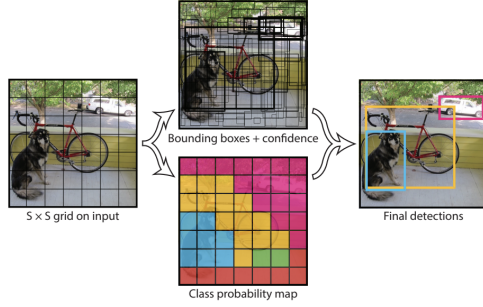 Bounding boxes + confidence
S × S grid on input
Final detections
Class probability map